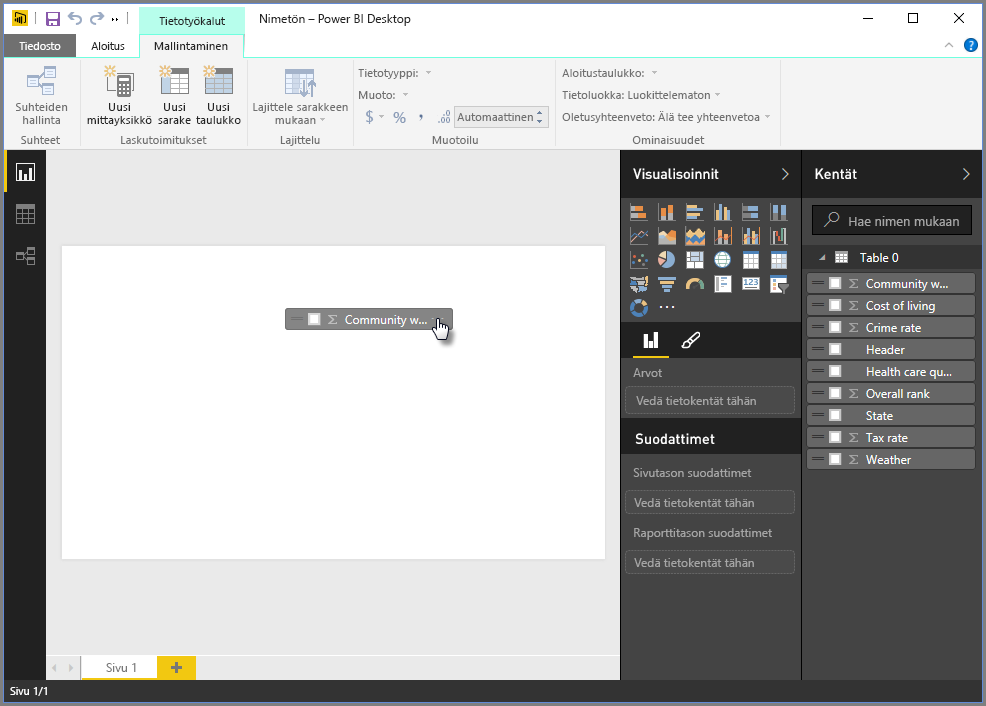 Tietotyökalut
Nimetön – Power BI Desktop
Tiedosto
Aloitus
Mallintaminen
Suhteiden
hallinta
Suhteet
Uusi
mittayksikkö
Uusi
sarake
Uusi
taulukko
Laskutoimitukset
Lajittele sarakkeen
mukaan
Lajittelu
Tietotyyppi:
Muoto:
$ % , .00 Automaattinen
Muotoilu
Aloitustaulukko:
Tietoluokka: Luokittelematon
Oletusyhteenveto: Älä tee yhteenvetoa
Ominaisuudet
Community w...
Sivu 1
Sivu 1/1
Visualisoinnit
123
Arvot
Vedä tietokentät tähän
Suodattimet
Sivutason suodattimet
Vedä tietokentät tähän
Raporttitason suodattimet
Vedä tietokentät tähän
Kentät
Hae nimen mukaan
Table 0
Σ Community w...
Σ Cost of living
Σ Crime rate
Header
Health care qu...
Σ Overall rank
State
Σ Tax rate
Σ Weather